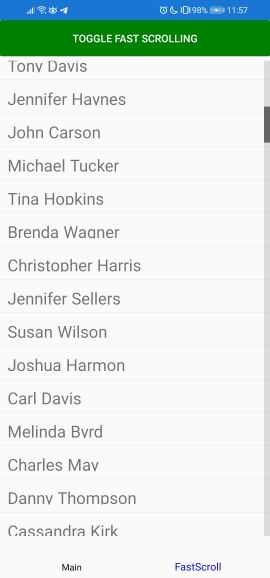 98% 11:57
TOGGLE FAST SCROLLING
Tony Davis
Jennifer Haynes
John Carson
Michael Tucker
Tina Hopkins
Brenda Wagner
Christopher Harris
Jennifer Sellers
Susan Wilson
Joshua Harmon
Carl Davis
Melinda Byrd
Charles May
Danny Thompson
Cassandra Kirk
Main FastScroll